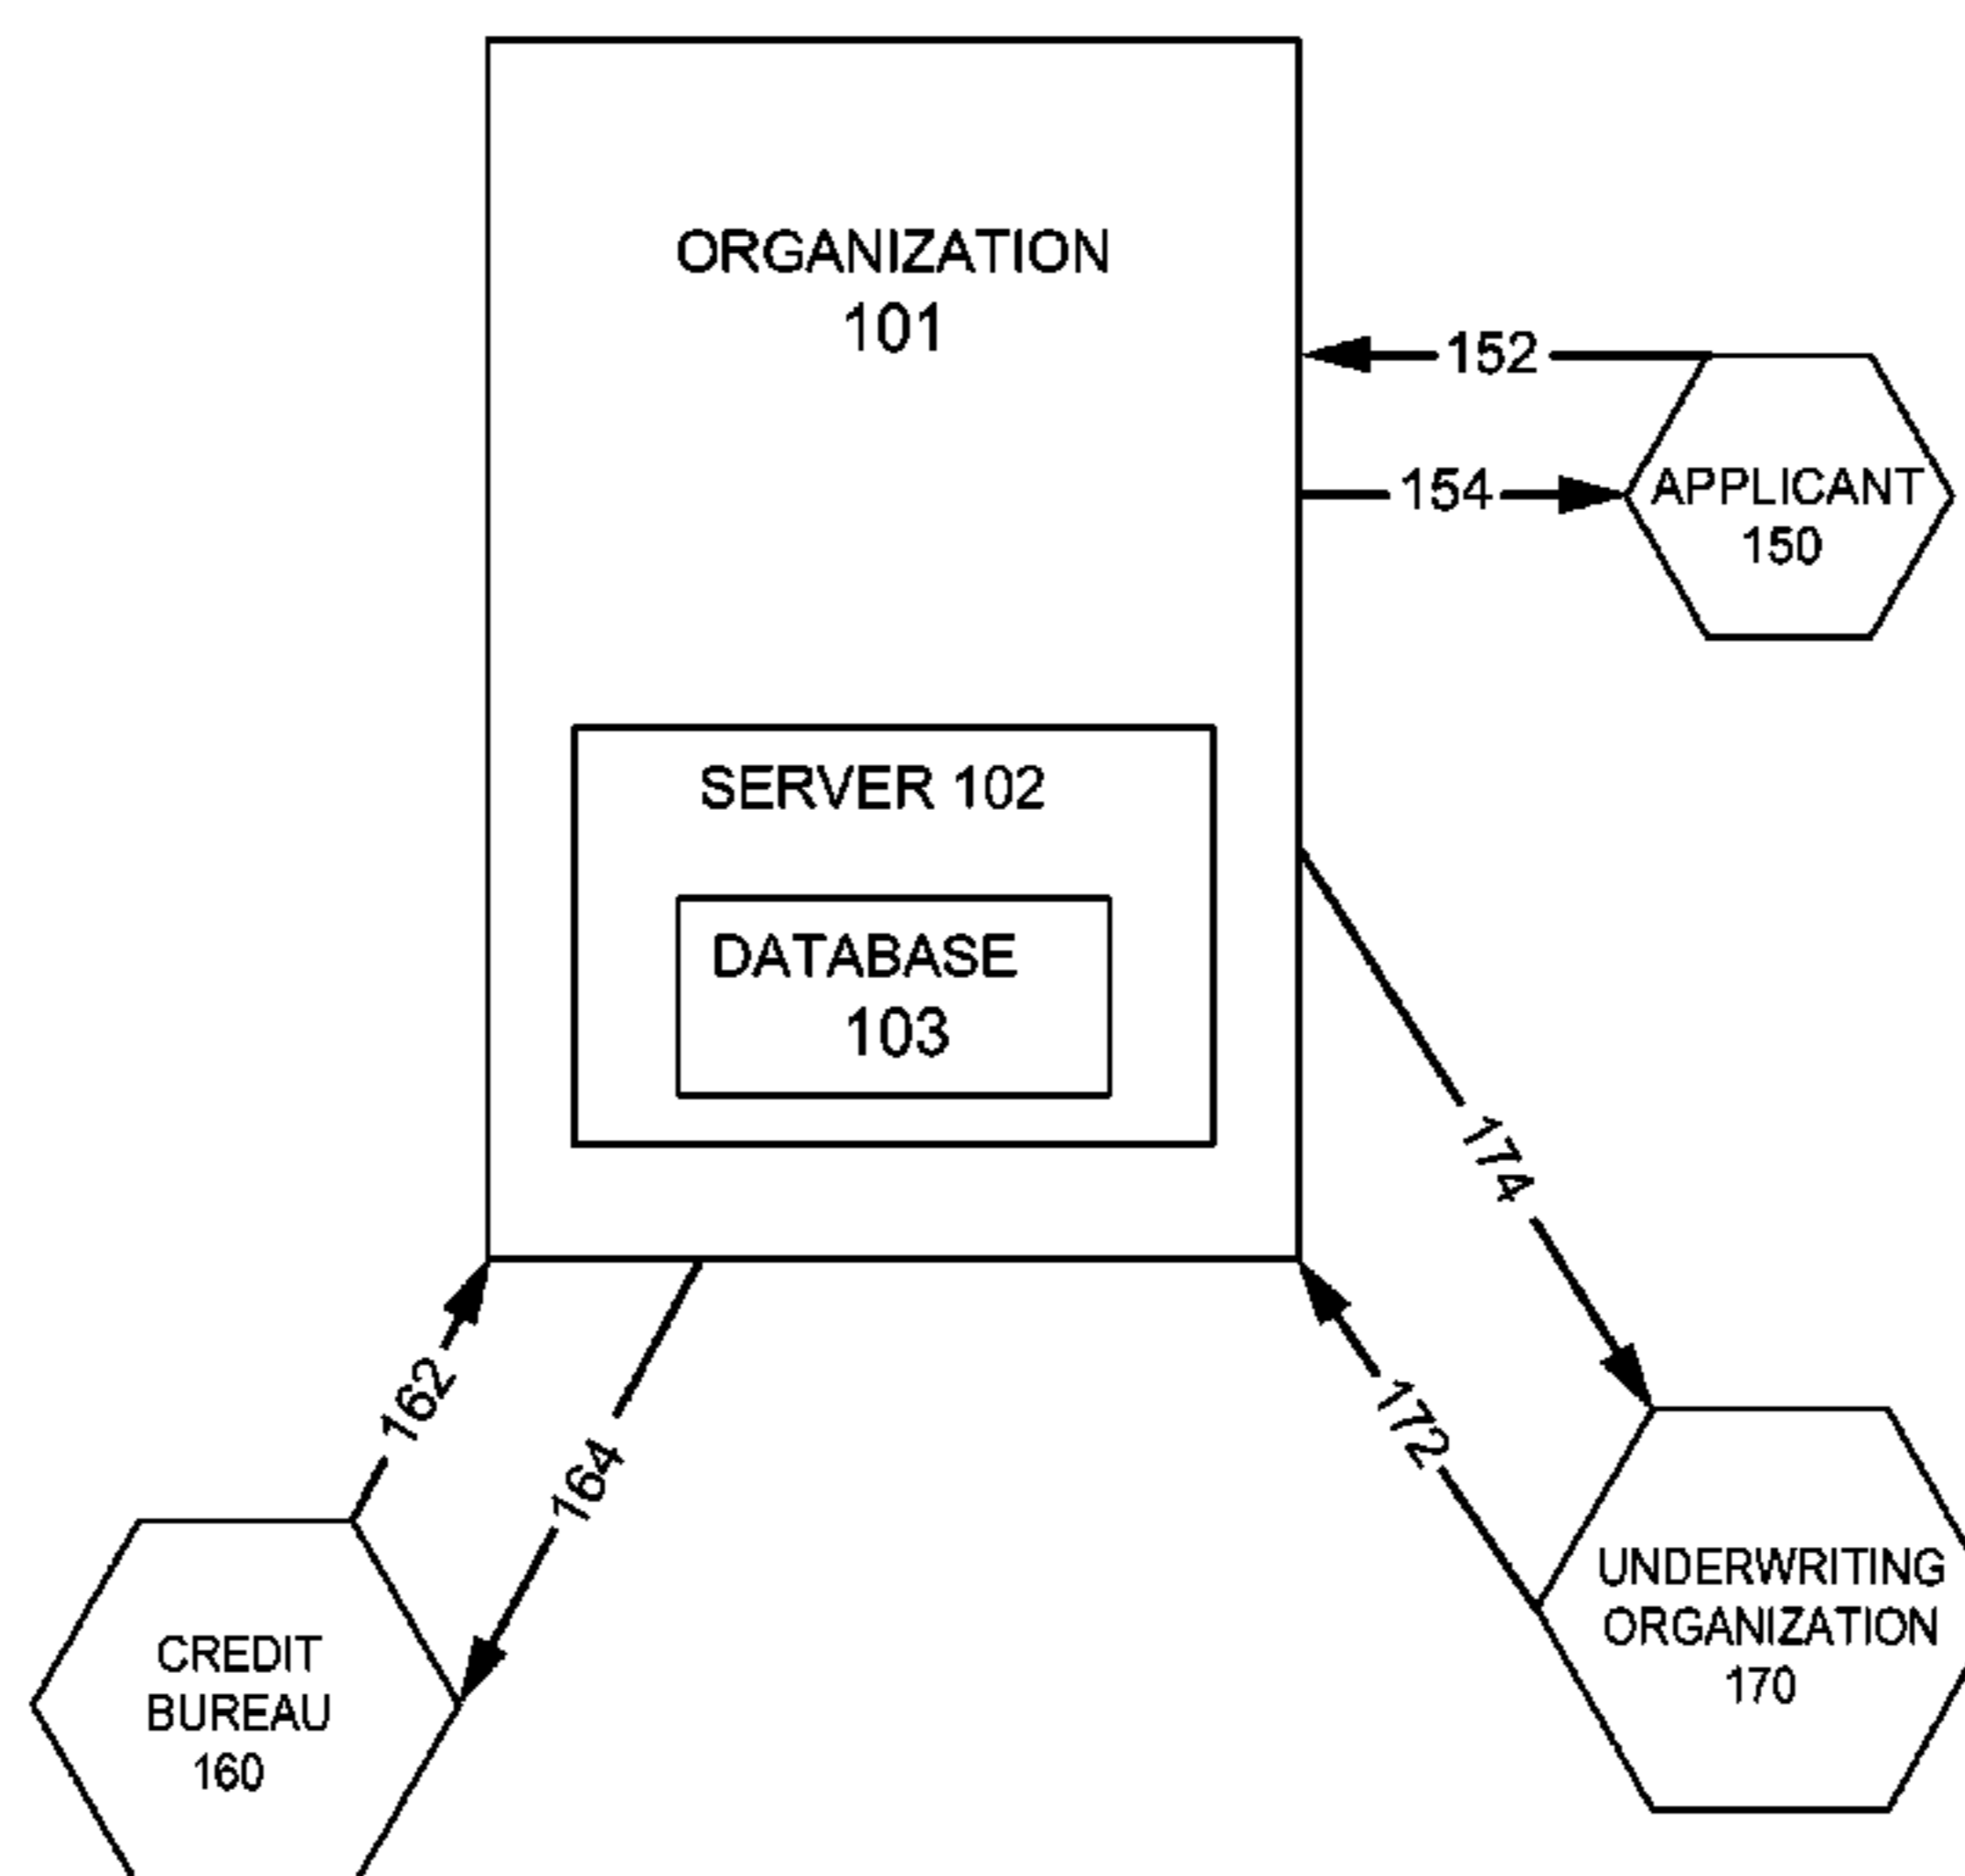 ORGANIZATION
101
152
154
APPLICANT
150
SERVER 102
DATABASE
103
174
162
164
172
CREDIT
BUREAU
160
UNDERWRITING
ORGANIZATION
170